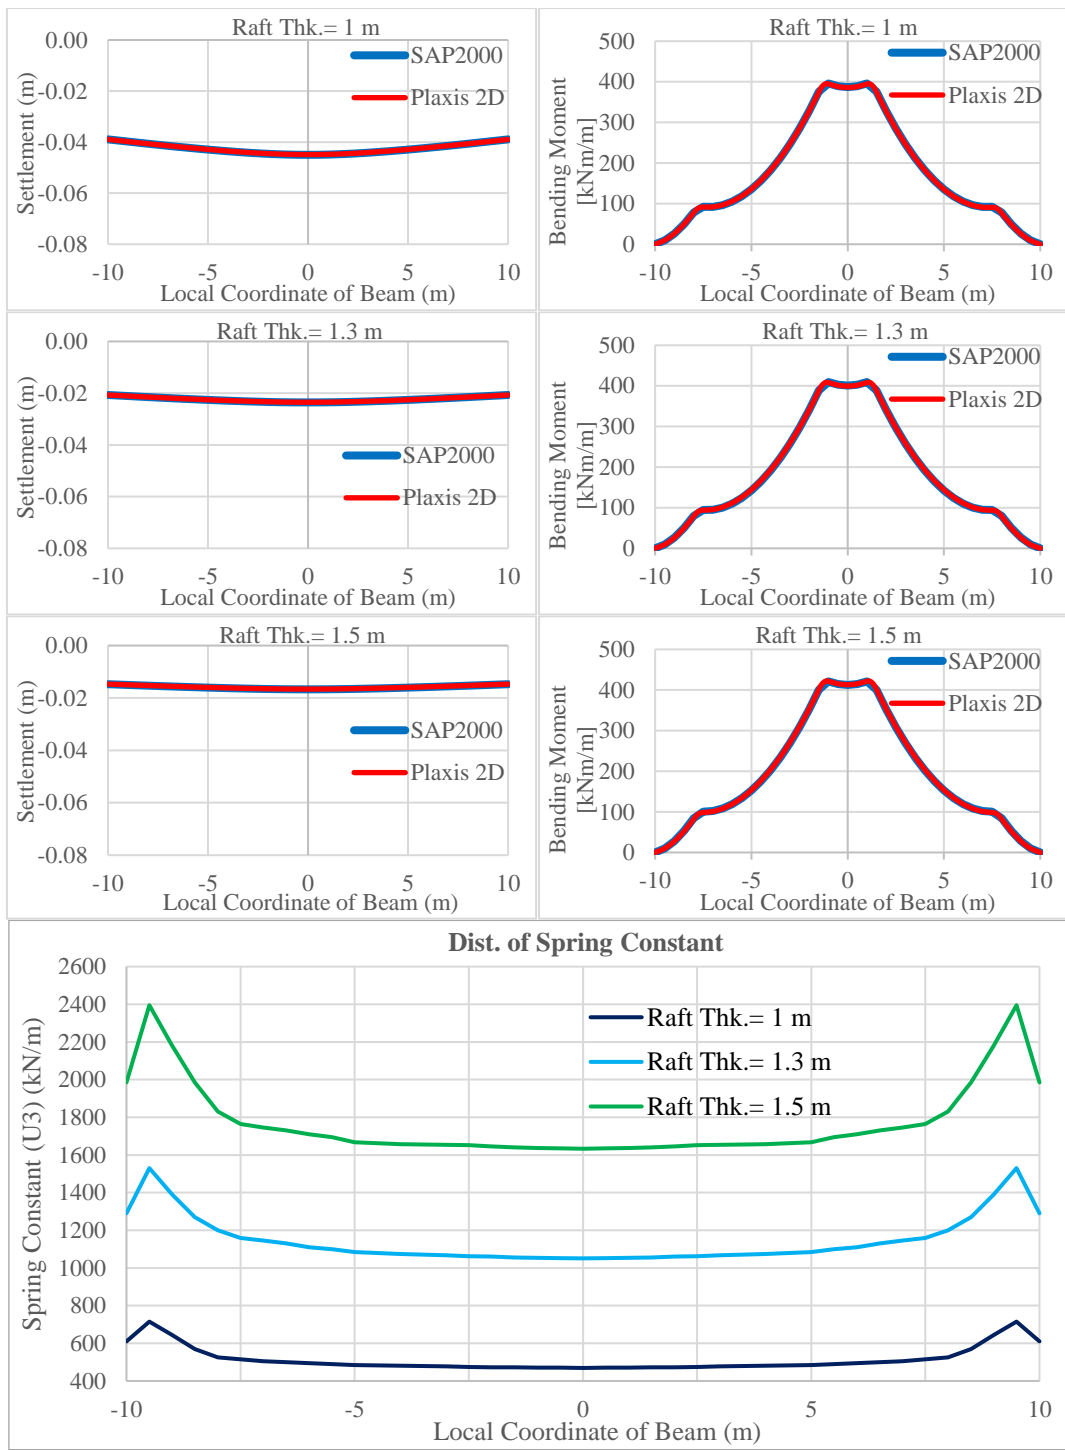 Raft Thk.= 1 m
0.00
-0.02
-0.04
-0.06
-0.08
Settlement (m)
SAP2000
Plaxis 2D
-10 -5 0 5 10
Local Coordinate of Beam (m)
Raft Thk.= 1 m
500
400
300
200
100
0
Bending Moment
[kNm/m]
SAP2000
Plaxis 2D
-10 -5 0 5 10
Local Coordinate of Beam (m)
Raft Thk.= 1.3 m
0.00
-0.02
-0.04
-0.06
-0.08
Settlement (m)
SAP2000
Plaxis 2D
-10 -5 0 5 10
Local Coordinate of Beam (m)
Raft Thk.= 1.3 m
500
400
300
200
100
0
Bending Moment
[kNm/m]
SAP2000
Plaxis 2D
-10 -5 0 5 10
Local Coordinate of Beam (m)
Raft Thk.= 1.5 m
0.00
-0.02
-0.04
-0.06
-0.08
Settlement (m)
SAP2000
Plaxis 2D
-10 -5 0 5 10
Local Coordinate of Beam (m)
Raft Thk.= 1.5 m
500
400
300
200
100
0
Bending Moment
[kNm/m]
SAP2000
Plaxis 2D
-10 -5 0 5 10
Local Coordinate of Beam (m)
Dist. of Spring Constant
2600
2400
2200
2000
1800
1600
1400
1200
1000
800
600
400
Spring Constant (U3) (kN/m)
Raft Thk.= 1 m
Raft Thk.= 1.3 m
Raft Thk.= 1.5 m
-10 -5 0 5 10
Local Coordinate of Beam (m)